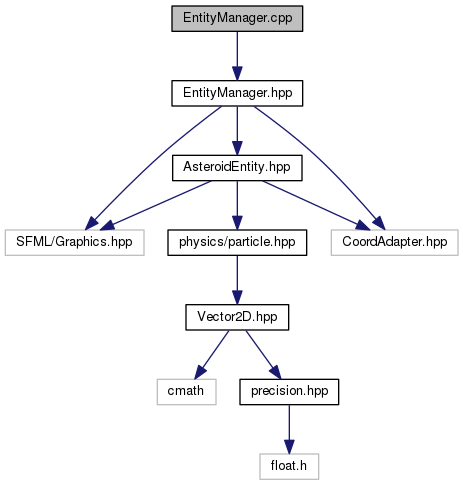 EntityManager.cpp
EntityManager.hpp
AsteroidEntity.hpp
SFML/Graphics.hpp
physics/particle.hpp
CoordAdapter.hpp
Vector2D.hpp
cmath
precision.hpp
float.h